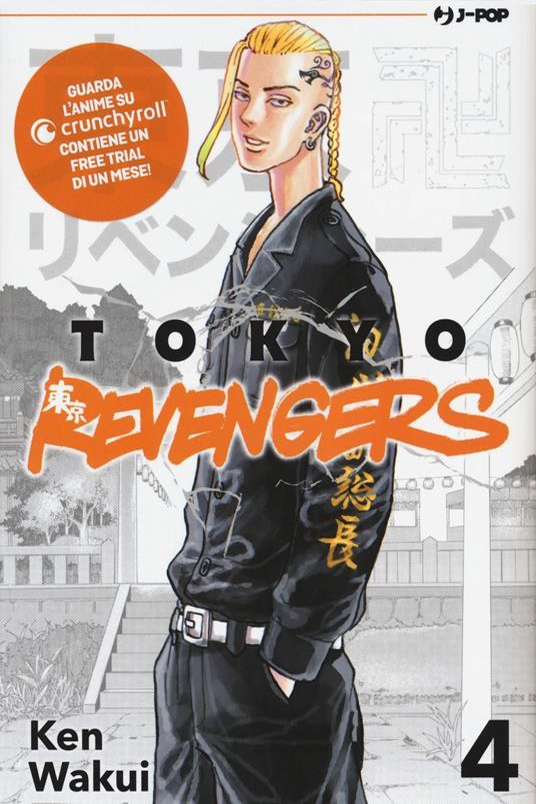 J-POP
GUARDA
L'ANIME SU
crunchyroll
CONTIENE UN
FREE TRIAL
DI UN MESE!
東京卍
リベンジャーズ
TOKYO
東京
REVENGERS
総長
Ken
Wakui
4